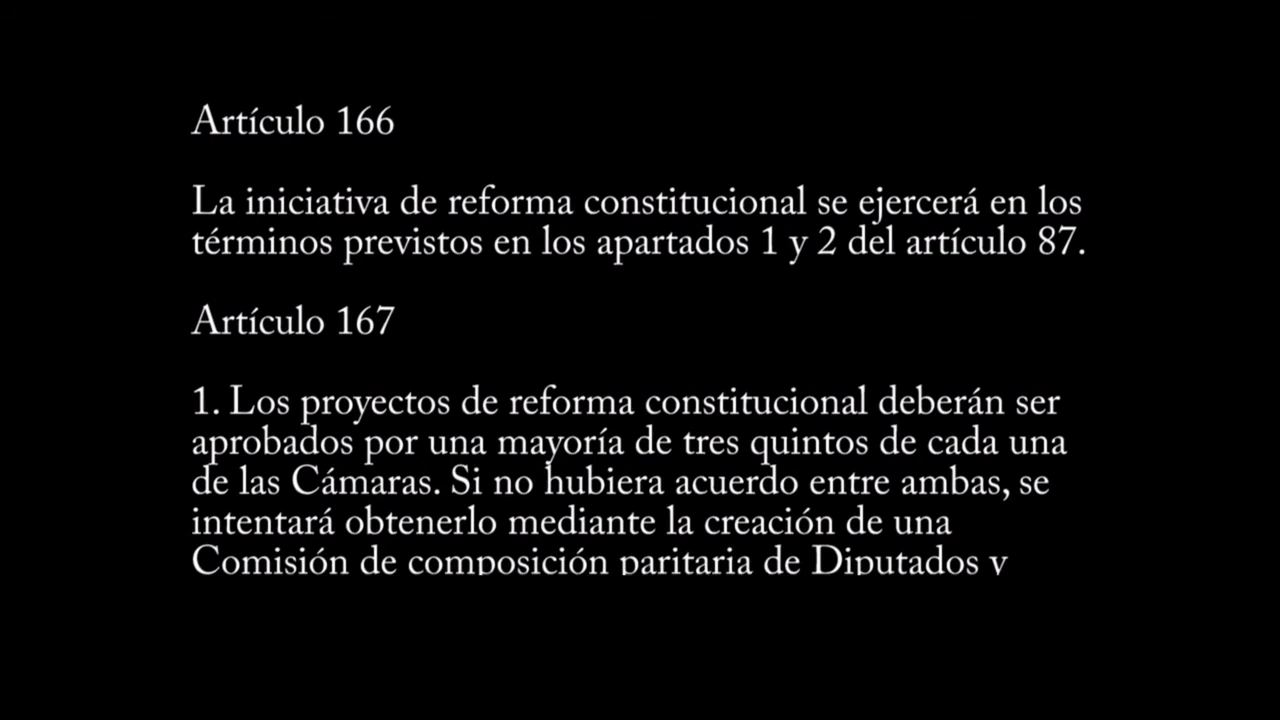 Artículo 166
La iniciativa de reforma constitucional se ejercerá en los
términos previstos en los apartados 1 y 2 del artículo 87.
Artículo 167
1. Los proyectos de reforma constitucional deberán ser
aprobados por una mayoría de tres quintos de cada una
de las Cámaras. Si no hubiera acuerdo entre ambas, se
intentará obtenerlo mediante la creación de una
Comisión de composición paritaria de Diputados y